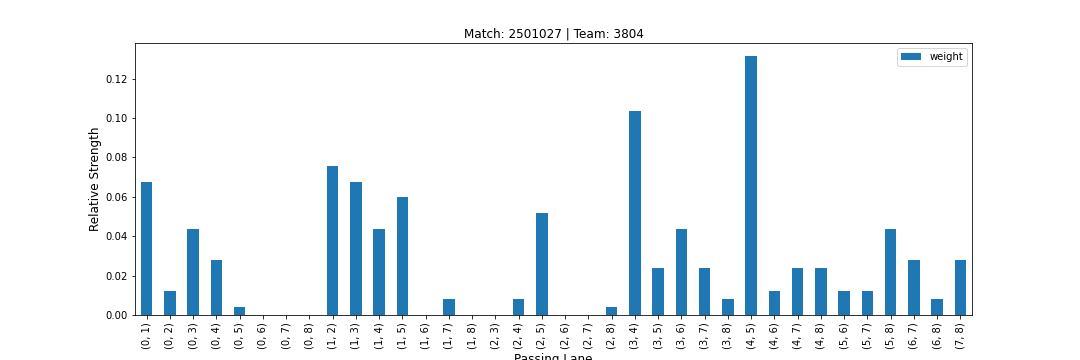 Match: 2501027 | Team: 3804
weight
Relative Strength
0.12
0.10
0.08
0.06
0.04
0.02
0.00
(0, 1) (0, 2) (0, 3) (0, 4) (0, 5) (0, 6) (0, 7) (0, 8) (1, 2) (1, 3) (1, 4) (1, 5) (1, 6) (1, 7) (1, 8) (2, 3) (2, 4) (2, 5) (2, 6) (2, 7) (2, 8) (3, 4) (3, 5) (3, 6) (3, 7) (3, 8) (4, 5) (4, 6) (4, 7) (4, 8) (5, 6) (5, 7) (5, 8) (6, 7) (6, 8) (7, 8)
Passing Lane